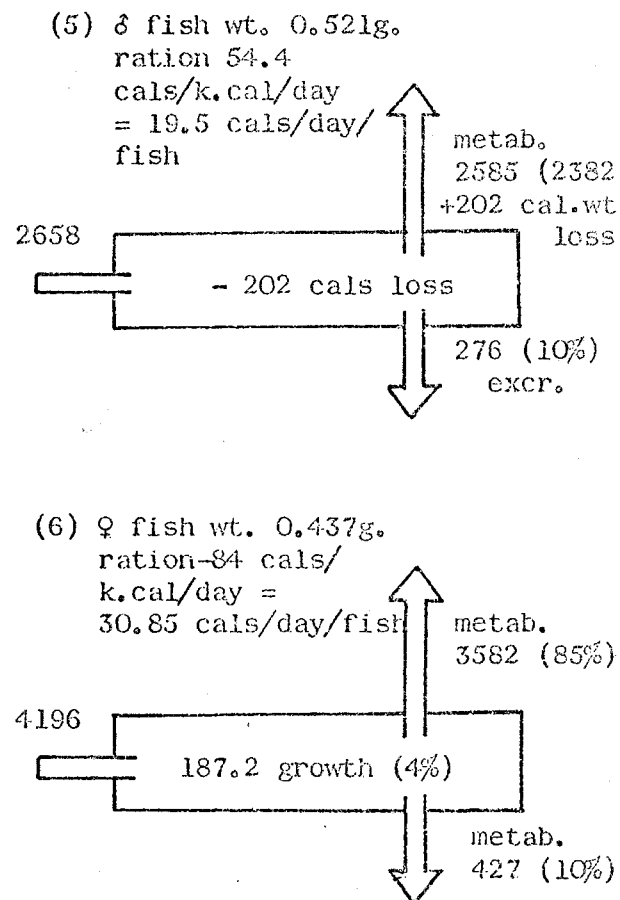 (5) ♂ fish wt. 0.521g.
ration 54.4
cals/k.cal/day
= 19.5 cals/day/
fish
metab.
2585 (2382
+202 cal.wt
loss
2658
- 202 cals loss
276 (10%)
excr.
(6) ♀ fish wt. 0.437g.
ration-84 cals/
k.cal/day =
30.85 cals/day/fish
metab.
3582 (85%)
4196
187.2 growth (4%)
metab.
427 (10%)